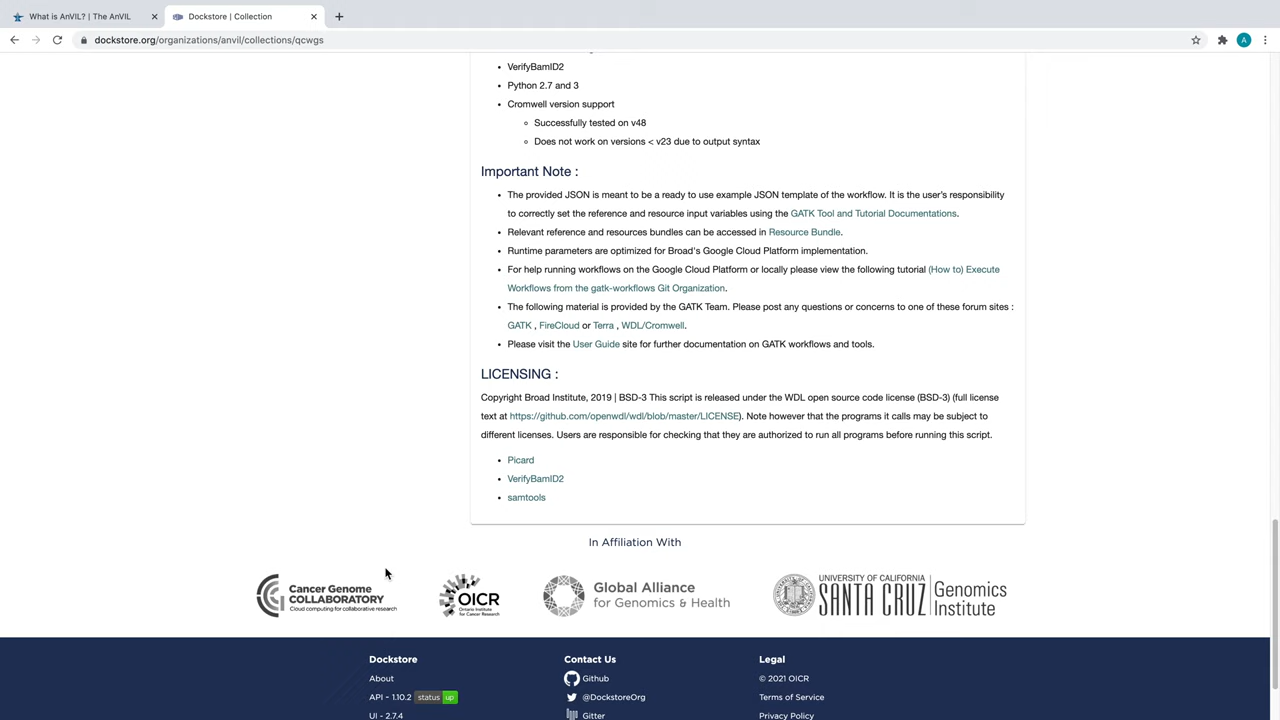 What is AnVIL? | The AnVIL
Dockstore | Collection
dockstore.org/organizations/anvil/collections/qcwgs
A
VerifyBamID2
Python 2.7 and 3
Cromwell version support
Successfully tested on v48
Does not work on versions < v23 due to output syntax
Important Note :
The provided JSON is meant to be a ready to use example JSON template of the workflow. It is the user's responsibility
to correctly set the reference and resource input variables using the GATK Tool and Tutorial Documentations.
Relevant reference and resources bundles can be accessed in Resource Bundle.
Runtime parameters are optimized for Broad's Google Cloud Platform implementation.
For help running workflows on the Google Cloud Platform or locally please view the following tutorial (How to) Execute
Workflows from the gatk-workflows Git Organization.
The following material is provided by the GATK Team. Please post any questions or concerns to one of these forum sites :
GATK , FireCloud or Terra , WDL/Cromwell.
Please visit the User Guide site for further documentation on GATK workflows and tools.
LICENSING :
Copyright Broad Institute, 2019 | BSD-3 This script is released under the WDL open source code license (BSD-3) (full license
text at https://github.com/openwdl/wdl/blob/master/LICENSE). Note however that the programs it calls may be subject to
different licenses. Users are responsible for checking that they are authorized to run all programs before running this script.
Picard
VerifyBamID2
samtools
In Affiliation With
Cancer Genome
COLLABORATORY
Cloud computing for collaborative research
OICR
Ontario Institute
for Cancer Research
Global Alliance
for Genomics & Health
UNIVERSITY OF CALIFORNIA
SANTA CRUZ
Genomics
Institute
Dockstore
Contact Us
Legal
About
Github
© 2021 OICR
API - 1.10.2 status up
@DockstoreOrg
Terms of Service
UI - 2.7.4
Gitter
Privacy Policy